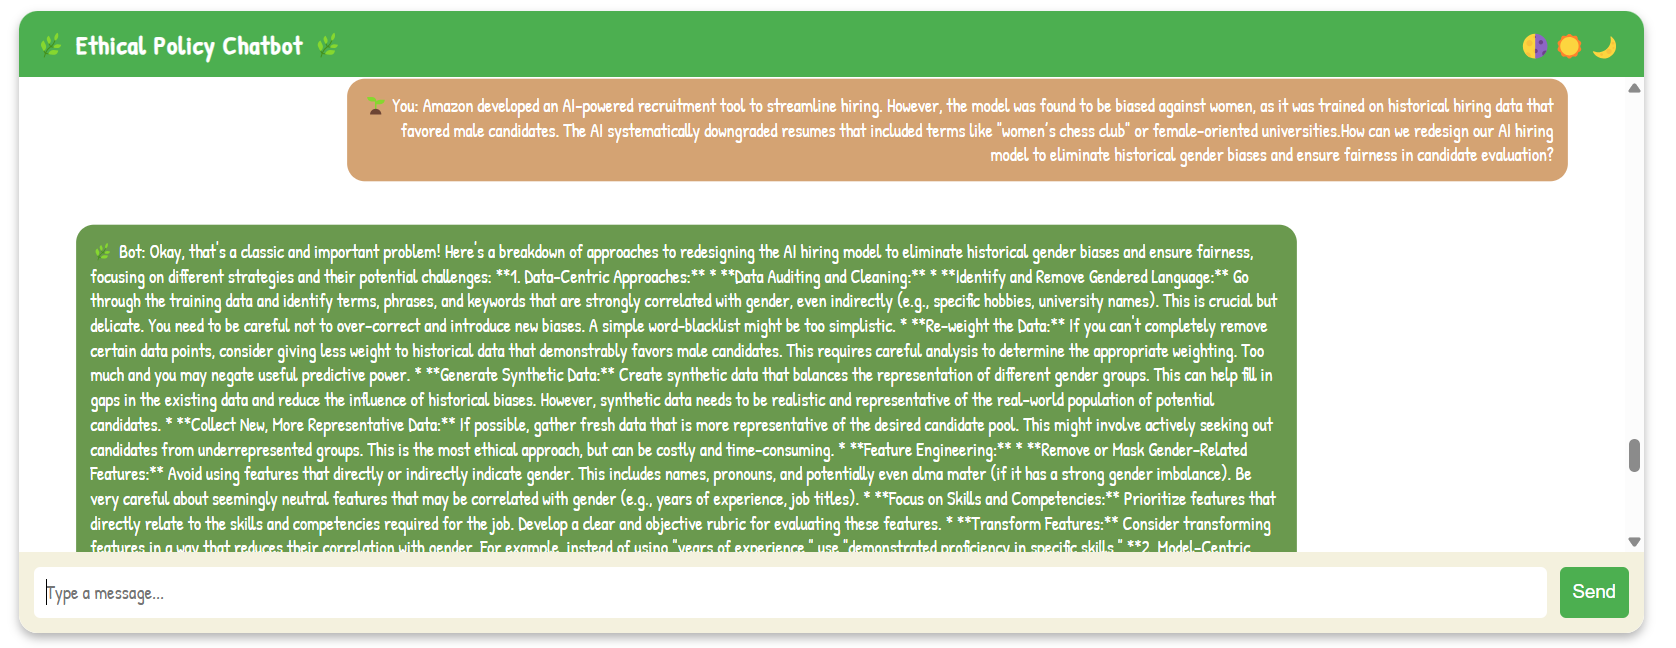 Ethical Policy Chatbot
You: Amazon developed an AI-powered recruitment tool to streamline hiring. However, the model was found to be biased against women, as it was trained on historical hiring data that
favored male candidates. The AI systematically downgraded resumes that included terms like "women's chess club" or female-oriented universities.How can we redesign our AI hiring
model to eliminate historical gender biases and ensure fairness in candidate evaluation?
Bot: Okay, that's a classic and important problem! Here's a breakdown of approaches to redesigning the AI hiring model to eliminate historical gender biases and ensure fairness,
focusing on different strategies and their potential challenges: **1. Data-Centric Approaches:** * **Data Auditing and Cleaning:** * **Identify and Remove Gendered Language:** Go
through the training data and identify terms, phrases, and keywords that are strongly correlated with gender, even indirectly (e.g., specific hobbies, university names). This is crucial but
delicate. You need to be careful not to over-correct and introduce new biases. A simple word-blacklist might be too simplistic. * **Re-weight the Data:** If you can't completely remove
certain data points, consider giving less weight to historical data that demonstrably favors male candidates. This requires careful analysis to determine the appropriate weighting. Too
much and you may negate useful predictive power. * **Generate Synthetic Data:** Create synthetic data that balances the representation of different gender groups. This can help fill in
gaps in the existing data and reduce the influence of historical biases. However, synthetic data needs to be realistic and representative of the real-world population of potential
candidates. * **Collect New, More Representative Data:** If possible, gather fresh data that is more representative of the desired candidate pool. This might involve actively seeking out
candidates from underrepresented groups. This is the most ethical approach, but can be costly and time-consuming. * **Feature Engineering:** * **Remove or Mask Gender-Related
Features:** Avoid using features that directly or indirectly indicate gender. This includes names, pronouns, and potentially even alma mater (if it has a strong gender imbalance). Be
very careful about seemingly neutral features that may be correlated with gender (e.g., years of experience, job titles). * **Focus on Skills and Competencies:** Prioritize features that
directly relate to the skills and competencies required for the job. Develop a clear and objective rubric for evaluating these features. * **Transform Features:** Consider transforming
features in a way that reduces their correlation with gender. For example, instead of using "years of experience," use "demonstrated proficiency in specific skills." **2. Model-Centric
Type a message...
Send